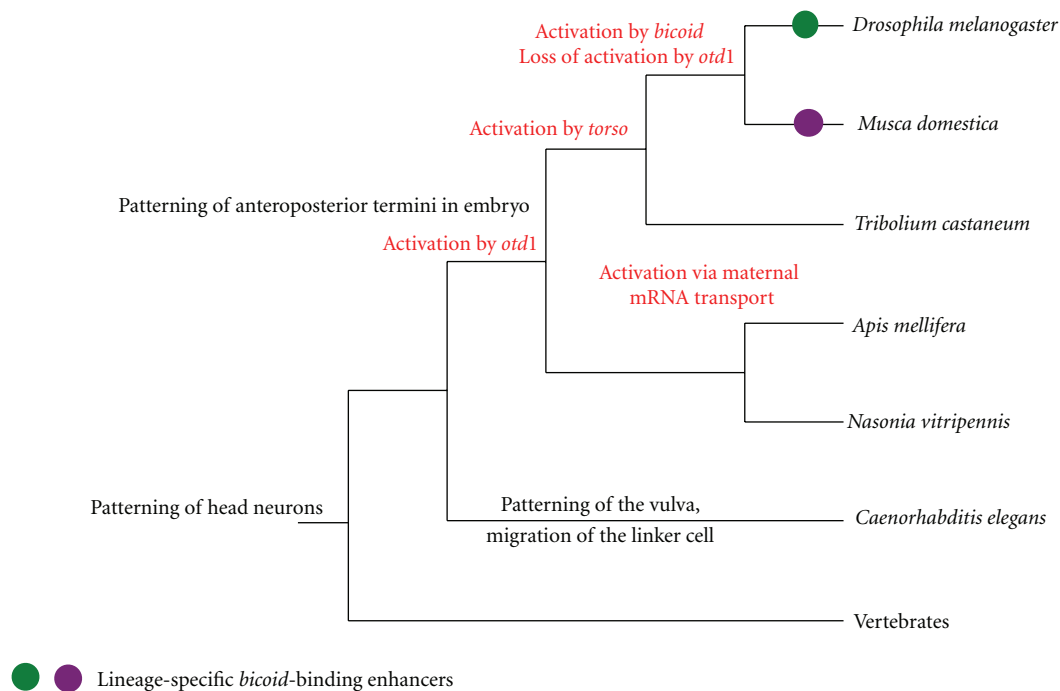 Activation by bicoid
Loss of activation by otd1
Drosophila melanogaster
Musca domestica
Activation by torso
Patterning of anteroposterior termini in embryo
Tribolium castaneum
Activation by otd1
Activation via maternal
mRNA transport
Apis mellifera
Nasonia vitripennis
Patterning of head neurons
Patterning of the vulva,
migration of the linker cell
Caenorhabditis elegans
Vertebrates
Lineage-specific bicoid-binding enhancers